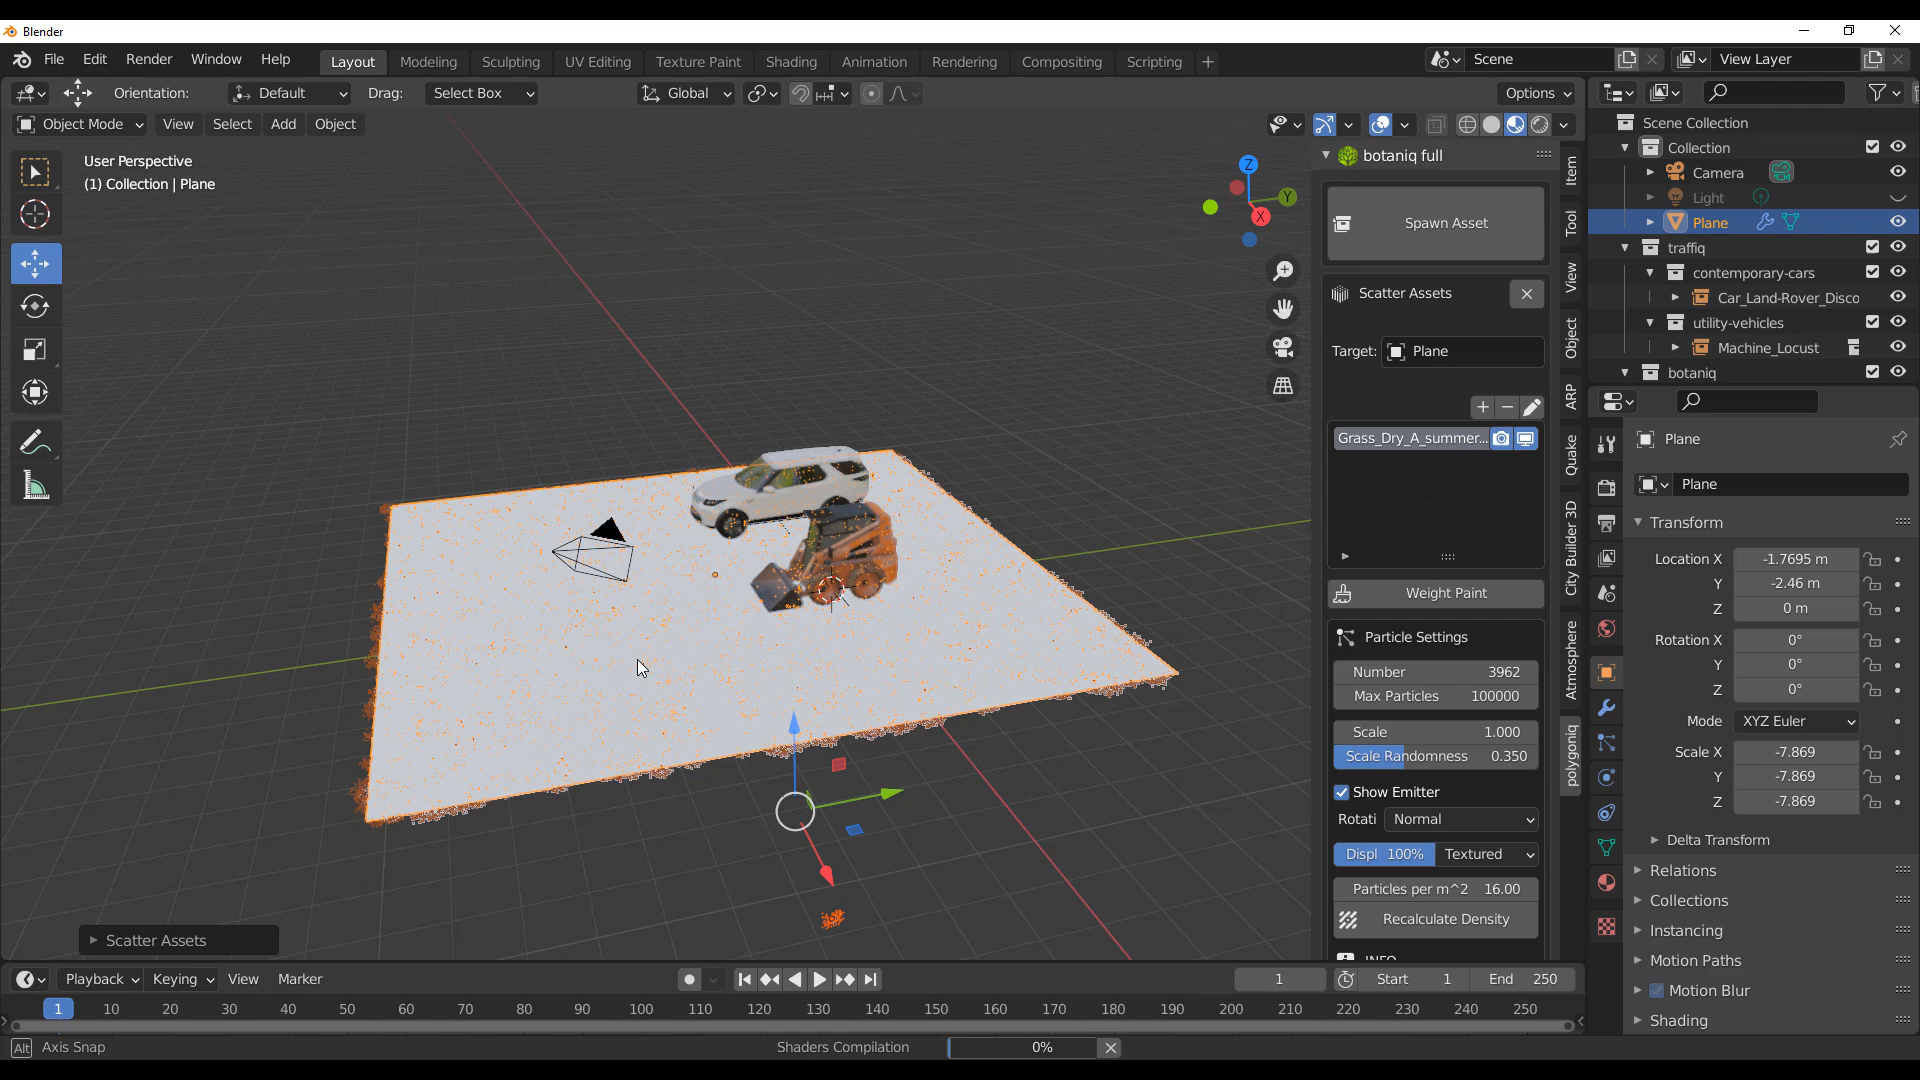 Blender
File Edit Render Window Help Layout Modeling Sculpting UV Editing Texture Paint Shading Animation Rendering Compositing Scripting + Scene View Layer
Orientation: Default Drag: Select Box Global Options
Object Mode View Select Add Object
User Perspective
(1) Collection | Plane
Z
Y
X
botaniq full
Spawn Asset
Scatter Assets
Target: Plane
Grass_Dry_A_summer...
Weight Paint
Particle Settings
Number 3962
Max Particles 100000
Scale 1.000
Scale Randomness 0.350
Show Emitter
Rotati Normal
Displ 100% Textured
Particles per m^2 16.00
Recalculate Density
INFO
Item
Tool
View
Object
ARP
Quake
City Builder 3D
Atmosphere
polygoniq
Scene Collection
Collection
Camera
Light
Plane
traffiq
contemporary-cars
Car_Land-Rover_Disco
utility-vehicles
Machine_Locust
botaniq
Plane
Plane
Transform
Location X -1.7695 m
Y -2.46 m
Z 0 m
Rotation X 0°
Y 0°
Z 0°
Mode XYZ Euler
Scale X -7.869
Y -7.869
Z -7.869
Delta Transform
Relations
Collections
Instancing
Motion Paths
Motion Blur
Shading
Scatter Assets
Playback Keying View Marker 1 Start 1 End 250
1 10 20 30 40 50 60 70 80 90 100 110 120 130 140 150 160 170 180 190 200 210 220 230 240 250
Alt Axis Snap Shaders Compilation 0%